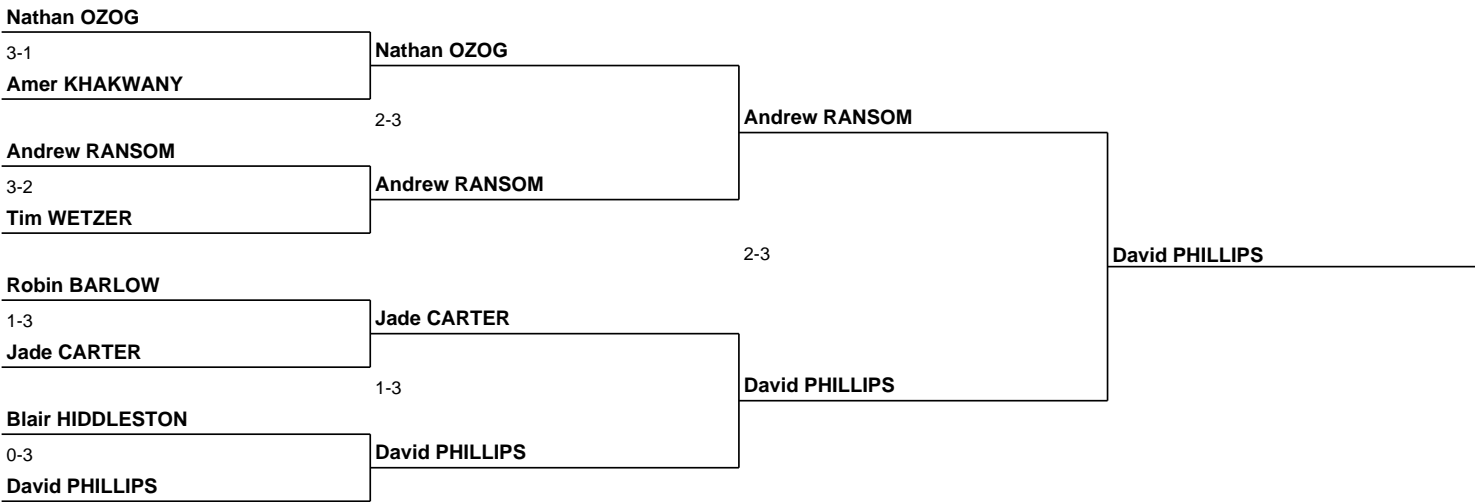 Nathan OZOG
3-1
Amer KHAKWANY
Andrew RANSOM
3-2
Tim WETZER
Robin BARLOW
1-3
Jade CARTER
Blair HIDDLESTON
0-3
David PHILLIPS
Nathan OZOG
2-3
Andrew RANSOM
Jade CARTER
1-3
David PHILLIPS
Andrew RANSOM
2-3
David PHILLIPS
David PHILLIPS